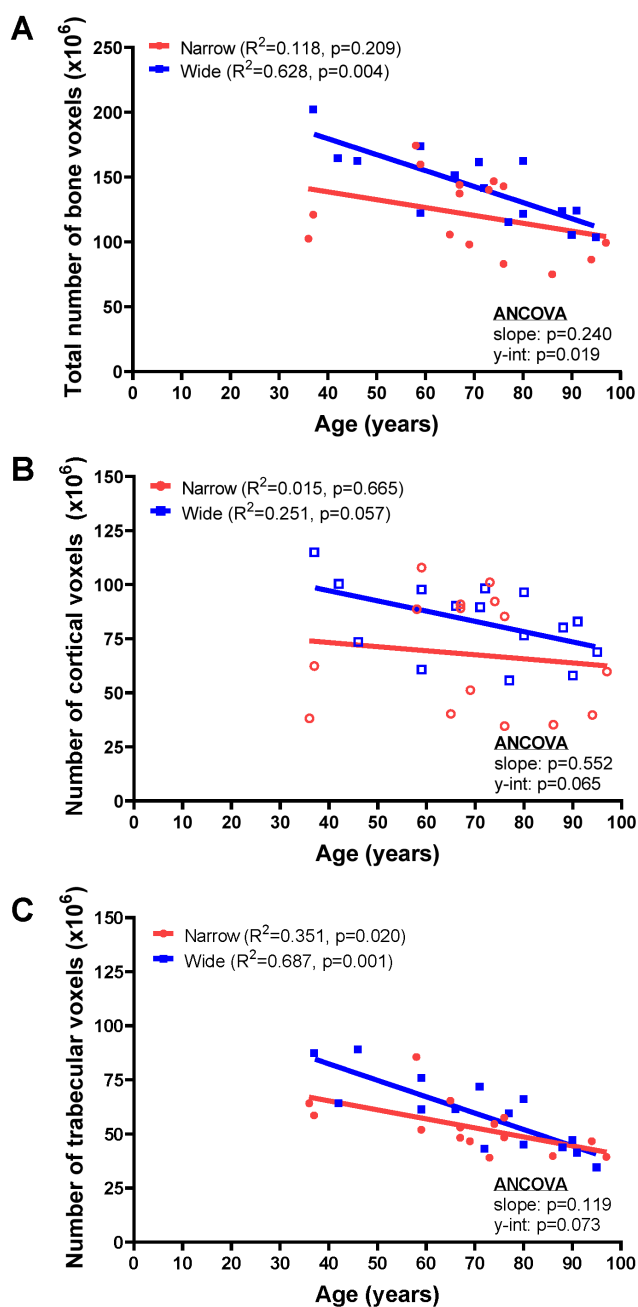 A
Total number of bone voxels (x10⁶)
250
200
150
100
50
0
Narrow (R²=0.118, p=0.209)
Wide (R²=0.628, p=0.004)
ANCOVA
slope: p=0.240
y-int: p=0.019
0 10 20 30 40 50 60 70 80 90 100
Age (years)
B
Number of cortical voxels (x10⁶)
150
125
100
75
50
25
0
Narrow (R²=0.015, p=0.665)
Wide (R²=0.251, p=0.057)
ANCOVA
slope: p=0.552
y-int: p=0.065
0 10 20 30 40 50 60 70 80 90 100
Age (years)
C
Number of trabecular voxels (x10⁶)
150
125
100
75
50
25
0
Narrow (R²=0.351, p=0.020)
Wide (R²=0.687, p=0.001)
ANCOVA
slope: p=0.119
y-int: p=0.073
0 10 20 30 40 50 60 70 80 90 100
Age (years)